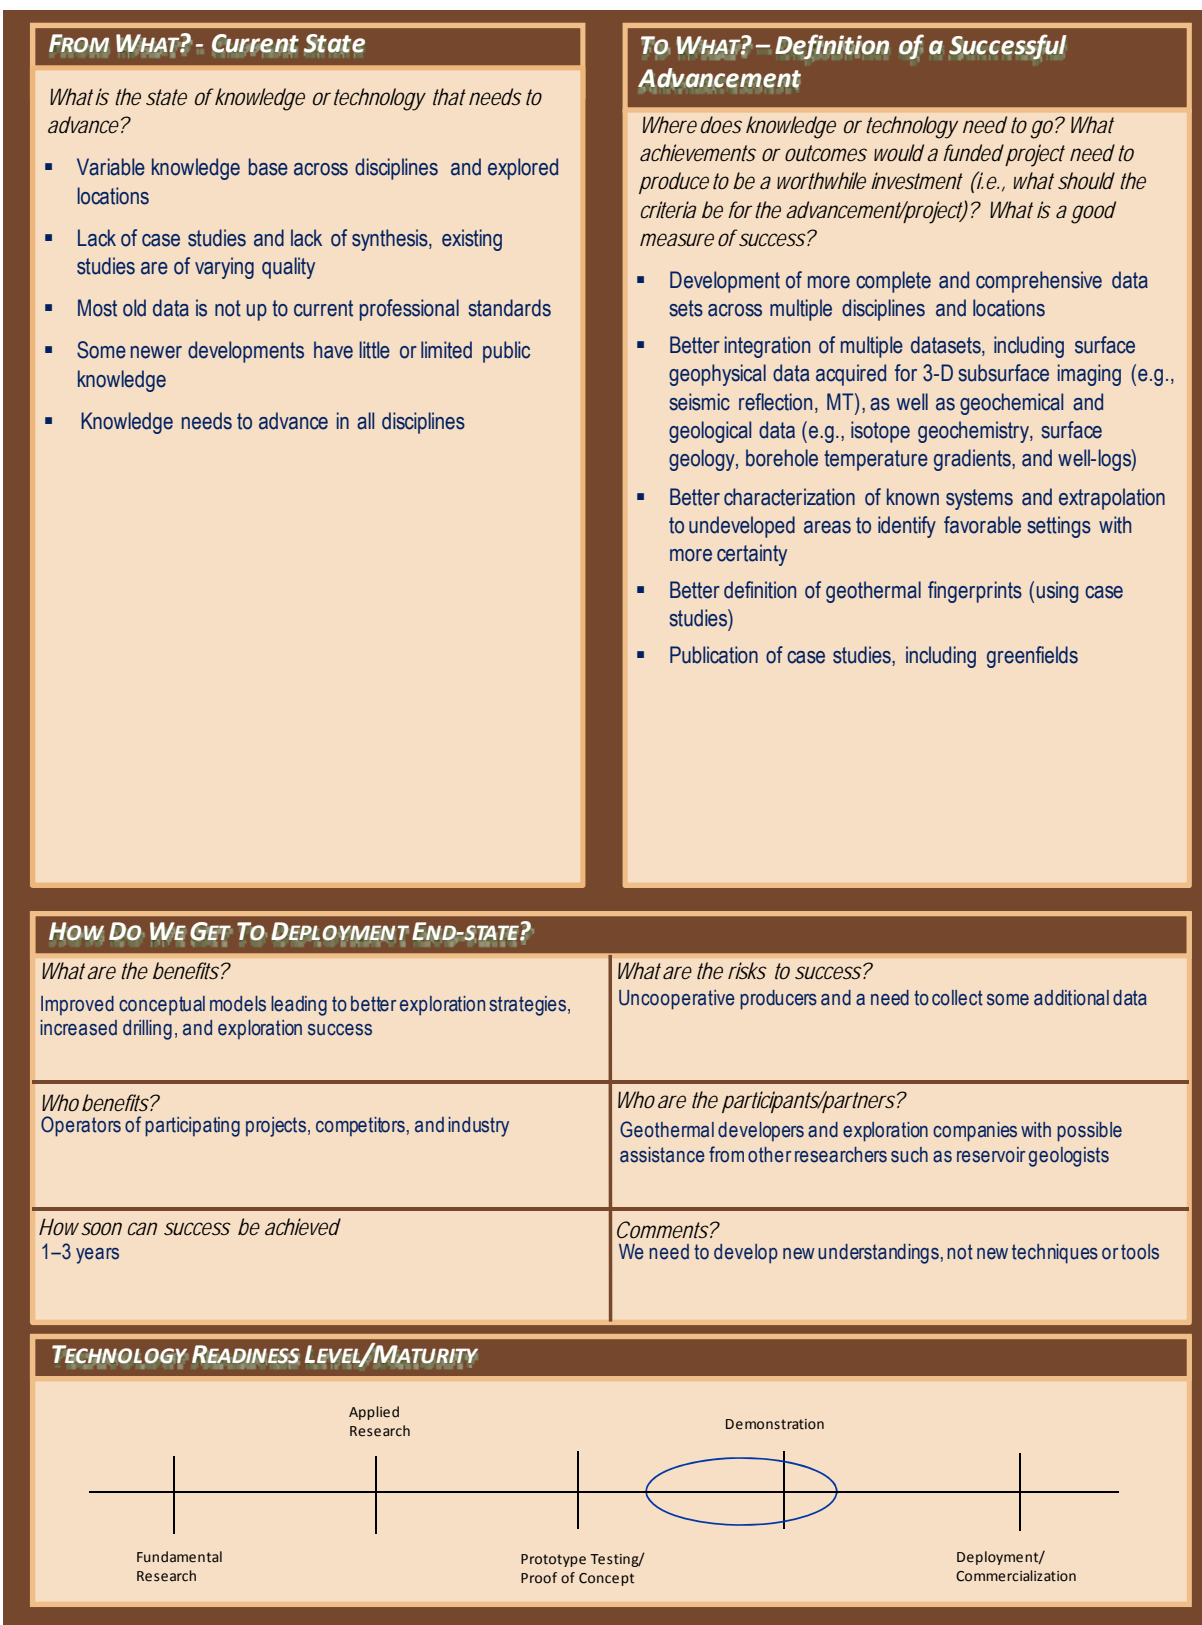 FROM WHAT? - Current State
What is the state of knowledge or technology that needs to
advance?
▪ Variable knowledge base across disciplines and explored
locations
▪ Lack of case studies and lack of synthesis, existing
studies are of varying quality
▪ Most old data is not up to current professional standards
▪ Some newer developments have little or limited public
knowledge
▪ Knowledge needs to advance in all disciplines
TO WHAT? – Definition of a Successful
Advancement
Where does knowledge or technology need to go? What
achievements or outcomes would a funded project need to
produce to be a worthwhile investment (i.e., what should the
criteria be for the advancement/project)? What is a good
measure of success?
▪ Development of more complete and comprehensive data
sets across multiple disciplines and locations
▪ Better integration of multiple datasets, including surface
geophysical data acquired for 3-D subsurface imaging (e.g.,
seismic reflection, MT), as well as geochemical and
geological data (e.g., isotope geochemistry, surface
geology, borehole temperature gradients, and well-logs)
▪ Better characterization of known systems and extrapolation
to undeveloped areas to identify favorable settings with
more certainty
▪ Better definition of geothermal fingerprints (using case
studies)
▪ Publication of case studies, including greenfields
HOW DO WE GET TO DEPLOYMENT END-STATE?
What are the benefits?
Improved conceptual models leading to better exploration strategies,
increased drilling, and exploration success
What are the risks to success?
Uncooperative producers and a need to collect some additional data
Who benefits?
Operators of participating projects, competitors, and industry
Who are the participants/partners?
Geothermal developers and exploration companies with possible
assistance from other researchers such as reservoir geologists
How soon can success be achieved
1–3 years
Comments?
We need to develop new understandings, not new techniques or tools
TECHNOLOGY READINESS LEVEL/MATURITY
Applied
Research
Demonstration
Fundamental
Research
Prototype Testing/
Proof of Concept
Deployment/
Commercialization